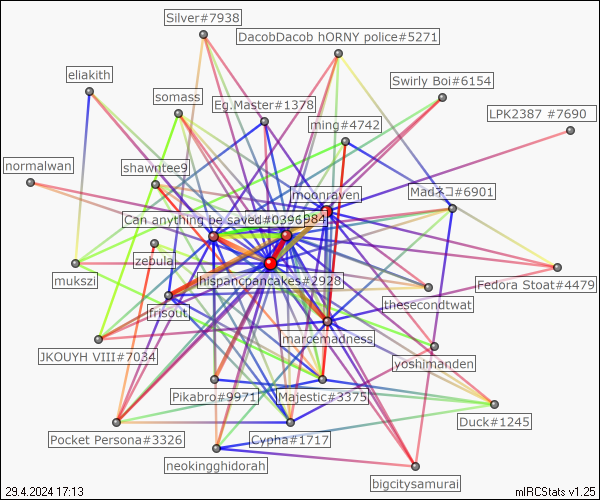 Silver#7938
DacobDacob hORNY police#5271
eliakith
Swirly Boi#6154
somass
Eg.Master#1378
LPK2387 #7690
ming#4742
normalwan
shawntee9
moonraven
Madネコ#6901
Can anything be saved#0396
984
zebula
mukszi
hispancpancakes#2928
Fedora Stoat#4479
thesecondtwat
frisout
marcemadness
JKOUYH VIII#7034
yoshimanden
Pikabro#9971
Majestic#3375
Duck#1245
Pocket Persona#3326
Cypha#1717
neokingghidorah
bigcitysamurai
29.4.2024 17:13
mIRCStats v1.25